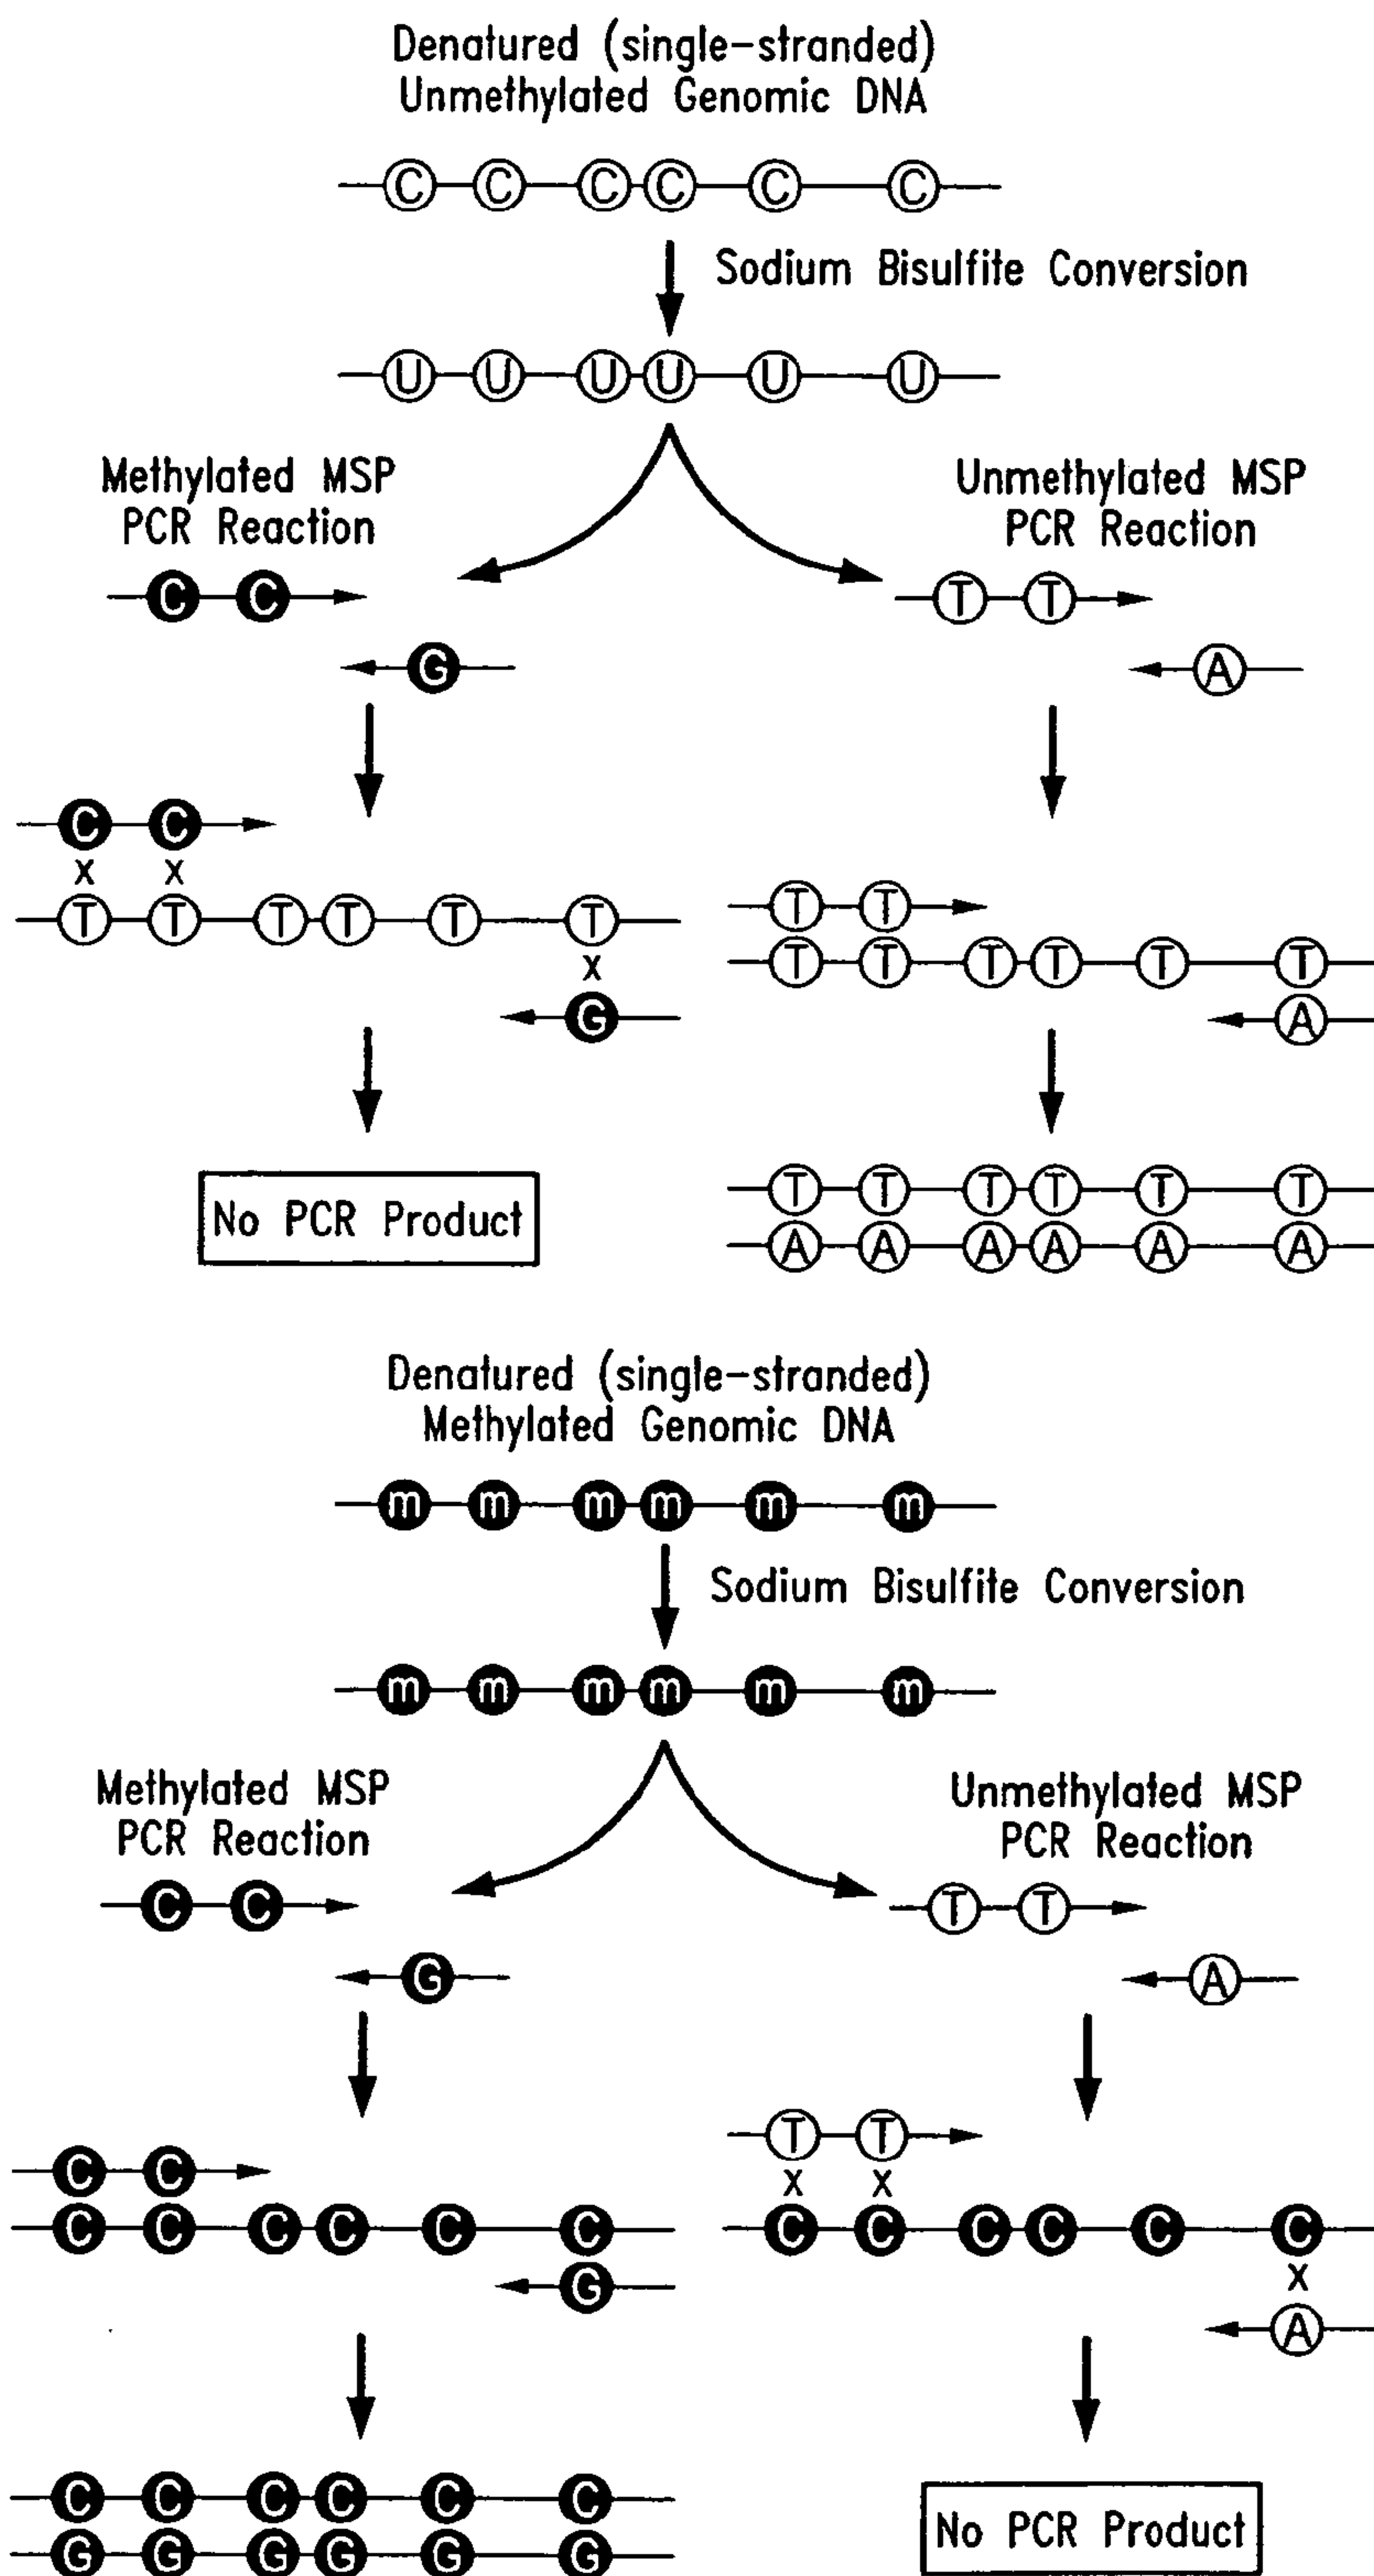 Denatured (single-stranded)
Unmethylated Genomic DNA
C C C C C C
Sodium Bisulfite Conversion
U U U U U U
Methylated MSP
PCR Reaction
C C
G
Unmethylated MSP
PCR Reaction
T T
A
C C
x x
T T T T T T
x
G
No PCR Product
T T
T T T T T T
A
T T T T T T
A A A A A A
Denatured (single-stranded)
Methylated Genomic DNA
m m m m m m
Sodium Bisulfite Conversion
m m m m m m
Methylated MSP
PCR Reaction
C C
G
Unmethylated MSP
PCR Reaction
T T
A
C C
C C C C C C
G
C C C C C C
G G G G G G
T T
x x
C C C C C C
x
A
No PCR Product